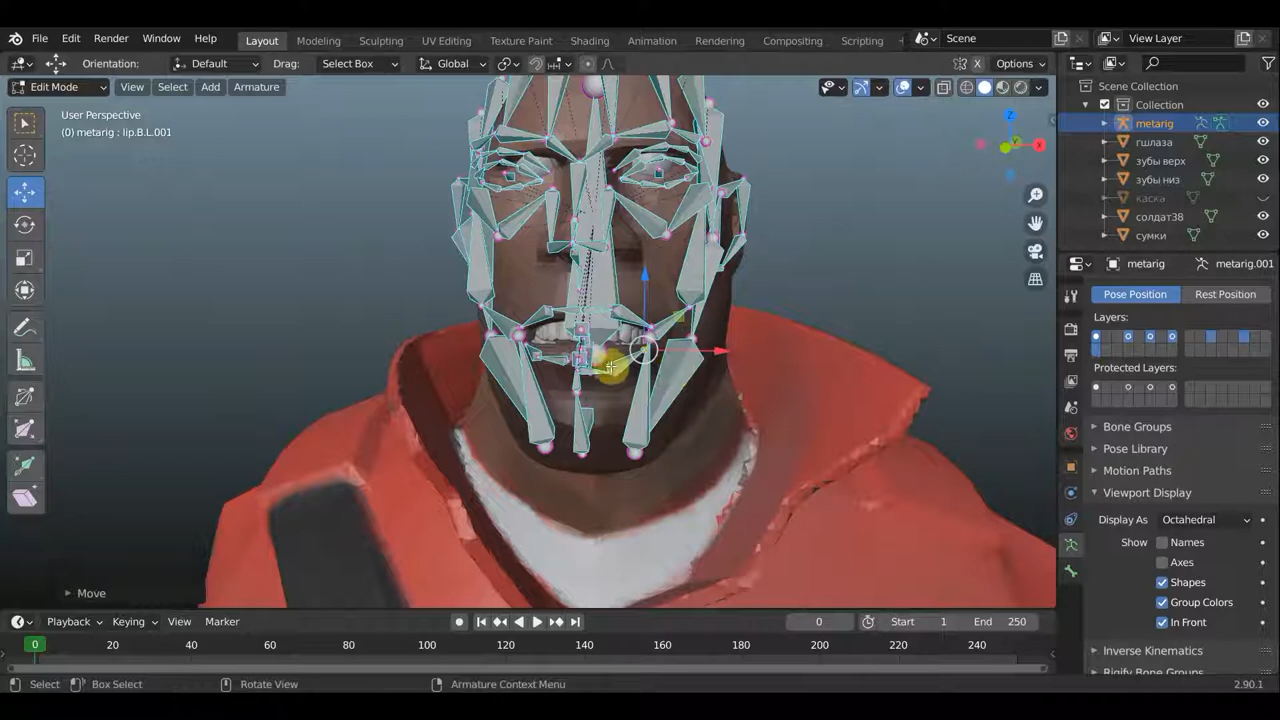 File Edit Render Window Help
Layout Modeling Sculpting UV Editing Texture Paint Shading Animation Rendering Compositing Scripting
Scene View Layer
Orientation: Default Drag: Select Box Global X Options
Edit Mode View Select Add Armature
User Perspective
(0) metarig : lip.B.L.001
Z
X
Y
Scene Collection
Collection
metarig
гшлаза
зубы верх
зубы низ
каска
солдат38
сумки
metarig metarig.001
Pose Position Rest Position
Layers:
Protected Layers:
Bone Groups
Pose Library
Motion Paths
Viewport Display
Display As Octahedral
Show Names
Axes
Shapes
Group Colors
In Front
Inverse Kinematics
Rigify Bone Groups
Move
Playback Keying View Marker 0 Start 1 End 250
0 20 40 60 80 100 120 140 160 180 200 220 240
Select Box Select Rotate View Armature Context Menu 2.90.1